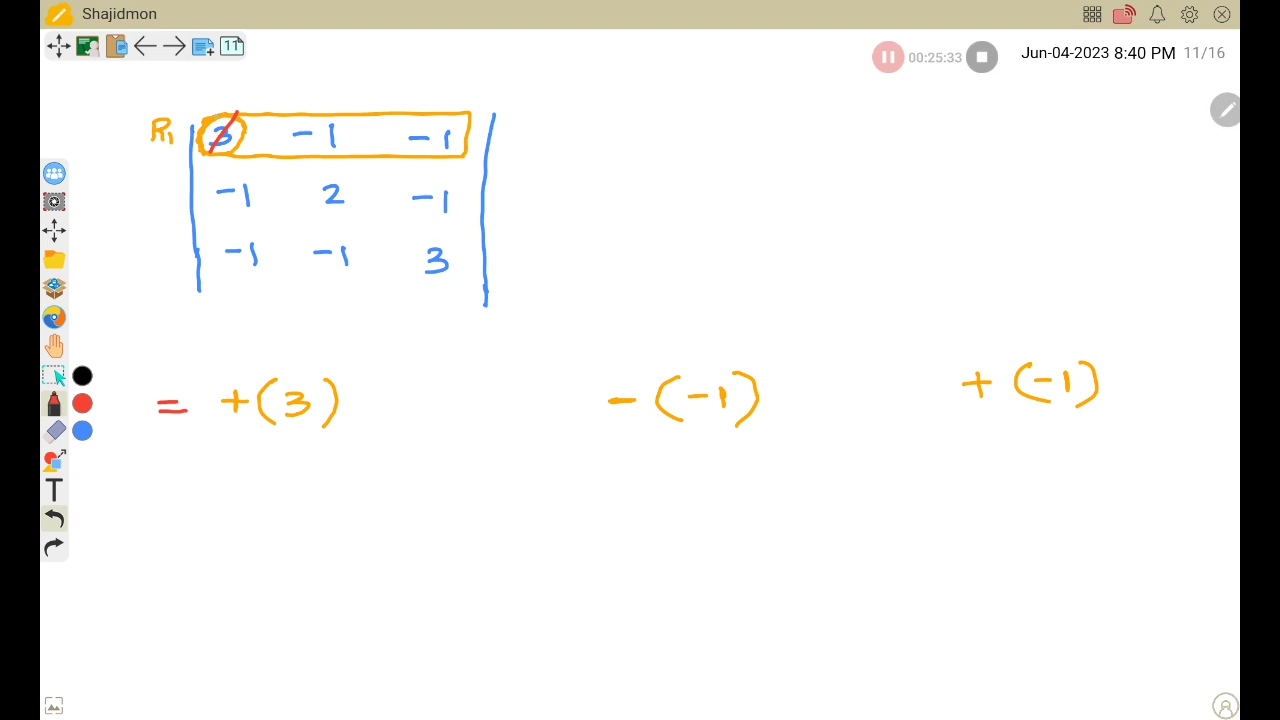 Shajidmon
11
00:25:33
Jun-04-2023 8:40 PM 11/16
R₁ 3 -1 -1
-1 2 -1
-1 -1 3
= +(3) -(-1) +(-1)
T